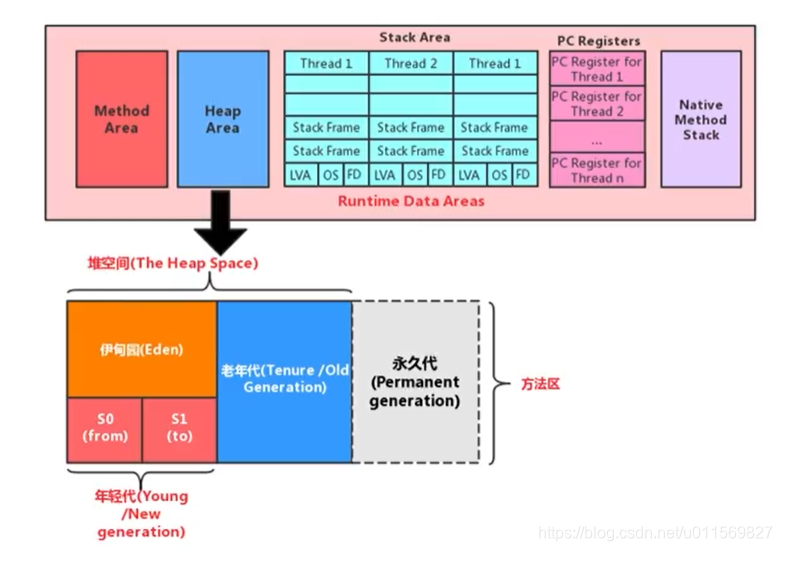 Stack Area
PC Registers
Method
Area
Heap
Area
Thread 1
Thread 2
Thread 1
Stack Frame
Stack Frame
Stack Frame
Stack Frame
Stack Frame
Stack Frame
LVA
OS
FD
LVA
OS
FD
LVA
OS
FD
PC Register for
Thread 1
PC Register for
Thread 2
...
PC Register for
Thread n
Native
Method
Stack
Runtime Data Areas
堆空间(The Heap Space)
伊甸园(Eden)
S0
(from)
S1
(to)
老年代(Tenure /Old
Generation)
永久代
(Permanent
generation)
方法区
年轻代(Young
/New
generation)
https://blog.csdn.net/u011569827